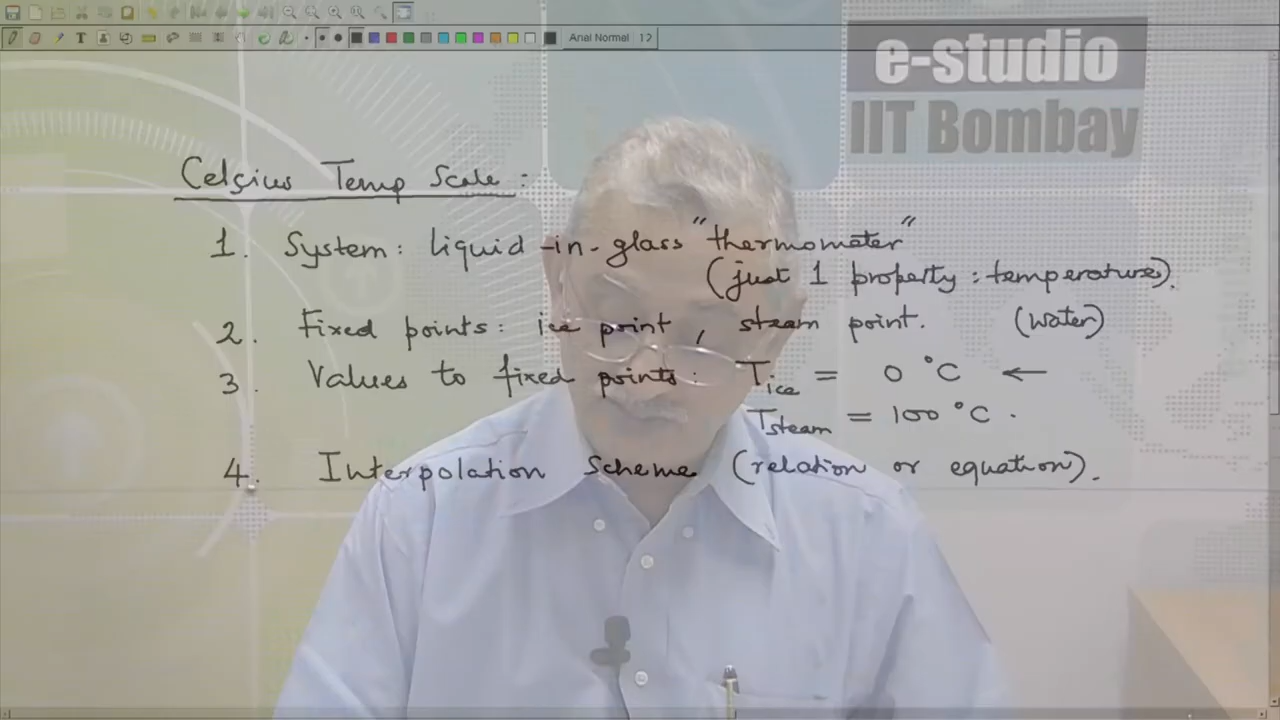 Arial Normal 12
e-studio
IIT Bombay
Celsius Temp Scale :
1. System: liquid-in-glass "thermometer"
(just 1 property : temperature).
2. Fixed points: ice point, steam point. (water)
3. Values to fixed points: Tice = 0 °C ←
Tsteam = 100 °C .
4. Interpolation Scheme (relation or equation).